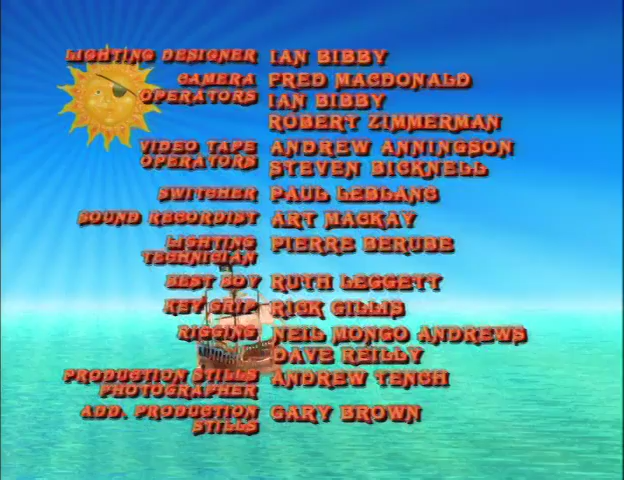 LIGHTING DESIGNER IAN BIBBY
CAMERA FRED MACDONALD
OPERATORS IAN BIBBY
ROBERT ZIMMERMAN
VIDEO TAPE ANDREW ANNINGSON
OPERATORS STEVEN BICKNELL
SWITCHER PAUL LEBLANC
SOUND RECORDIST ART MACKAY
LIGHTING PIERRE BERUBE
TECHNICIAN
BEST BOY RUTH LEGGETT
KEY GRIP RICK GILLIS
RIGGING NEIL MONGO ANDREWS
DAVE REILLY
PRODUCTION STILLS ANDREW TENCH
PHOTOGRAPHER
ADD. PRODUCTION GARY BROWN
STILLS